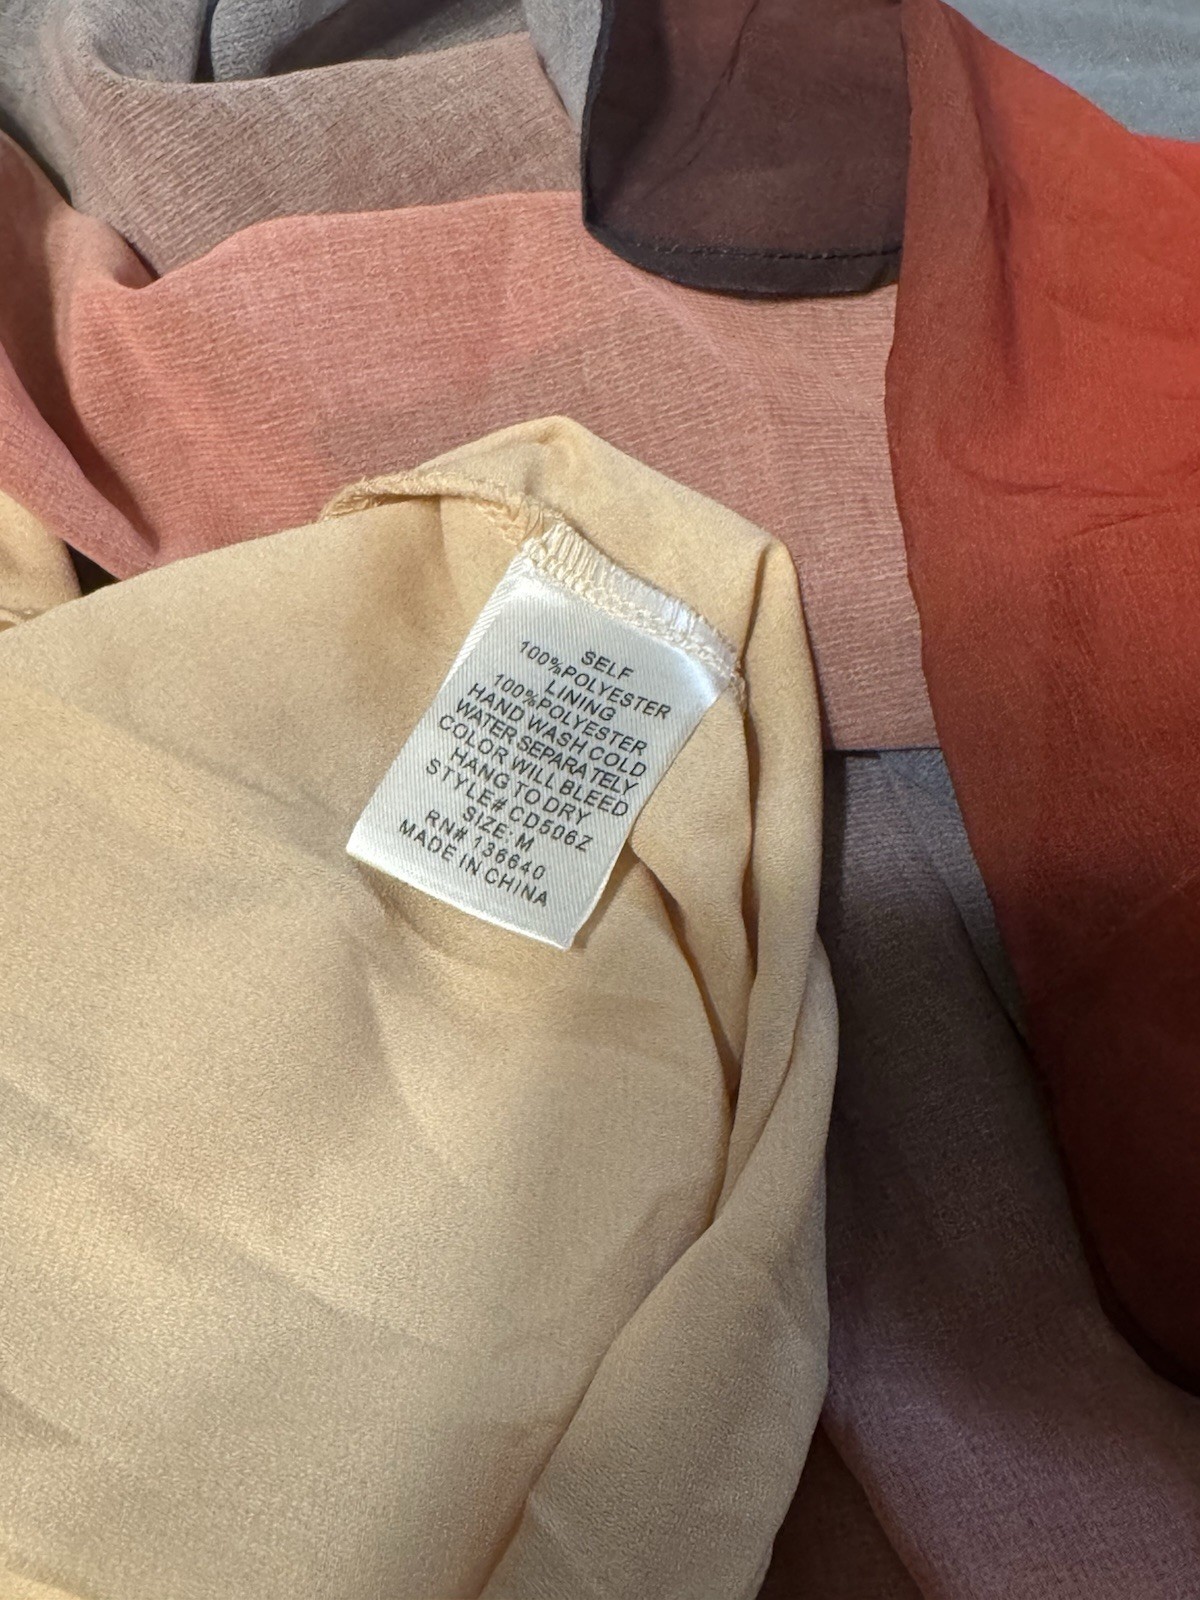 SELF
100%POLYESTER
LINING
100%POLYESTER
HAND WASH COLD
WATER SEPARATELY
COLOR WILL BLEED
HANG TO DRY
STYLE# CD506Z
SIZE: M
RN# 136640
MADE IN CHINA